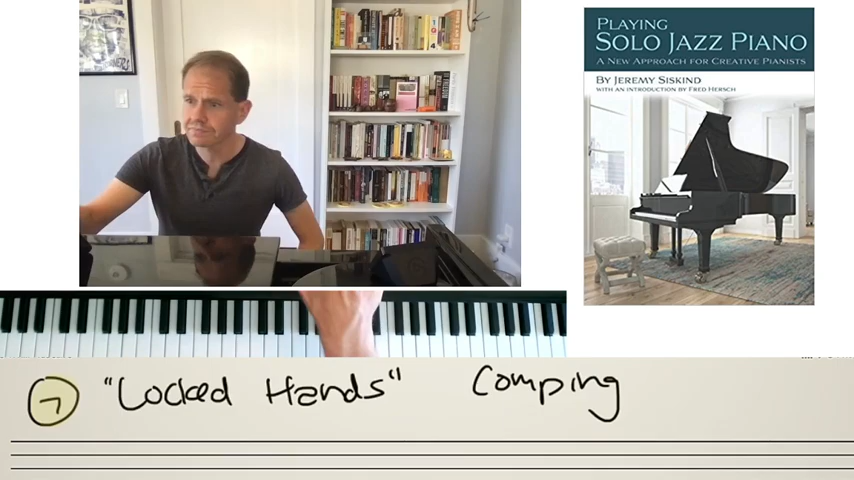 PLAYING
SOLO JAZZ PIANO
A NEW APPROACH FOR CREATIVE PIANISTS
BY JEREMY SISKIND
WITH AN INTRODUCTION BY FRED HERSCH
7 "Locked Hands" Comping